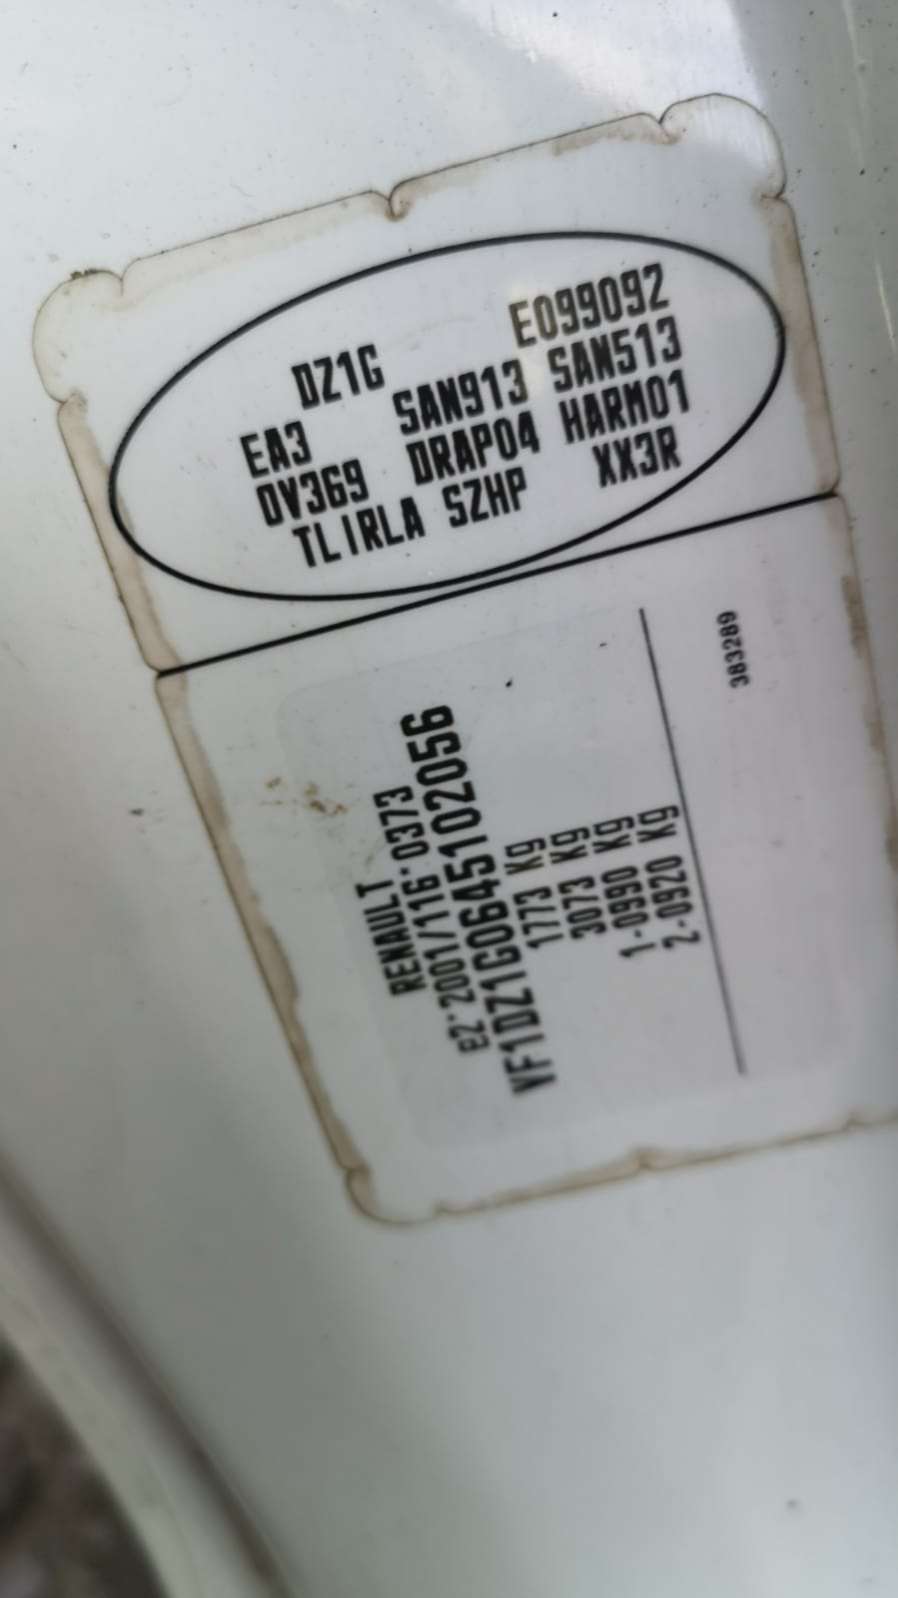 DZ1G E099092
EA3 SAN913 SAN513
OV369 DRAP04 HARM01
TLIRLA SZHP XX3R
RENAULT
e2*2001/116*0373
VF1DZ1G0645102056
1773 Kg
3073 Kg
1-0990 Kg
2-0920 Kg
383289